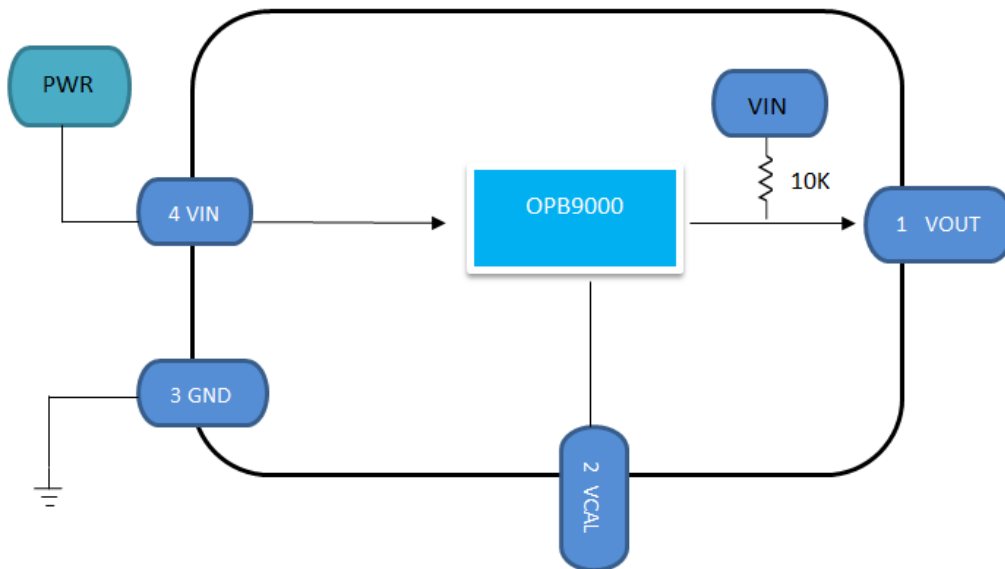 PWR
VIN
10K
4 VIN
OPB9000
1 VOUT
3 GND
2 VCAL